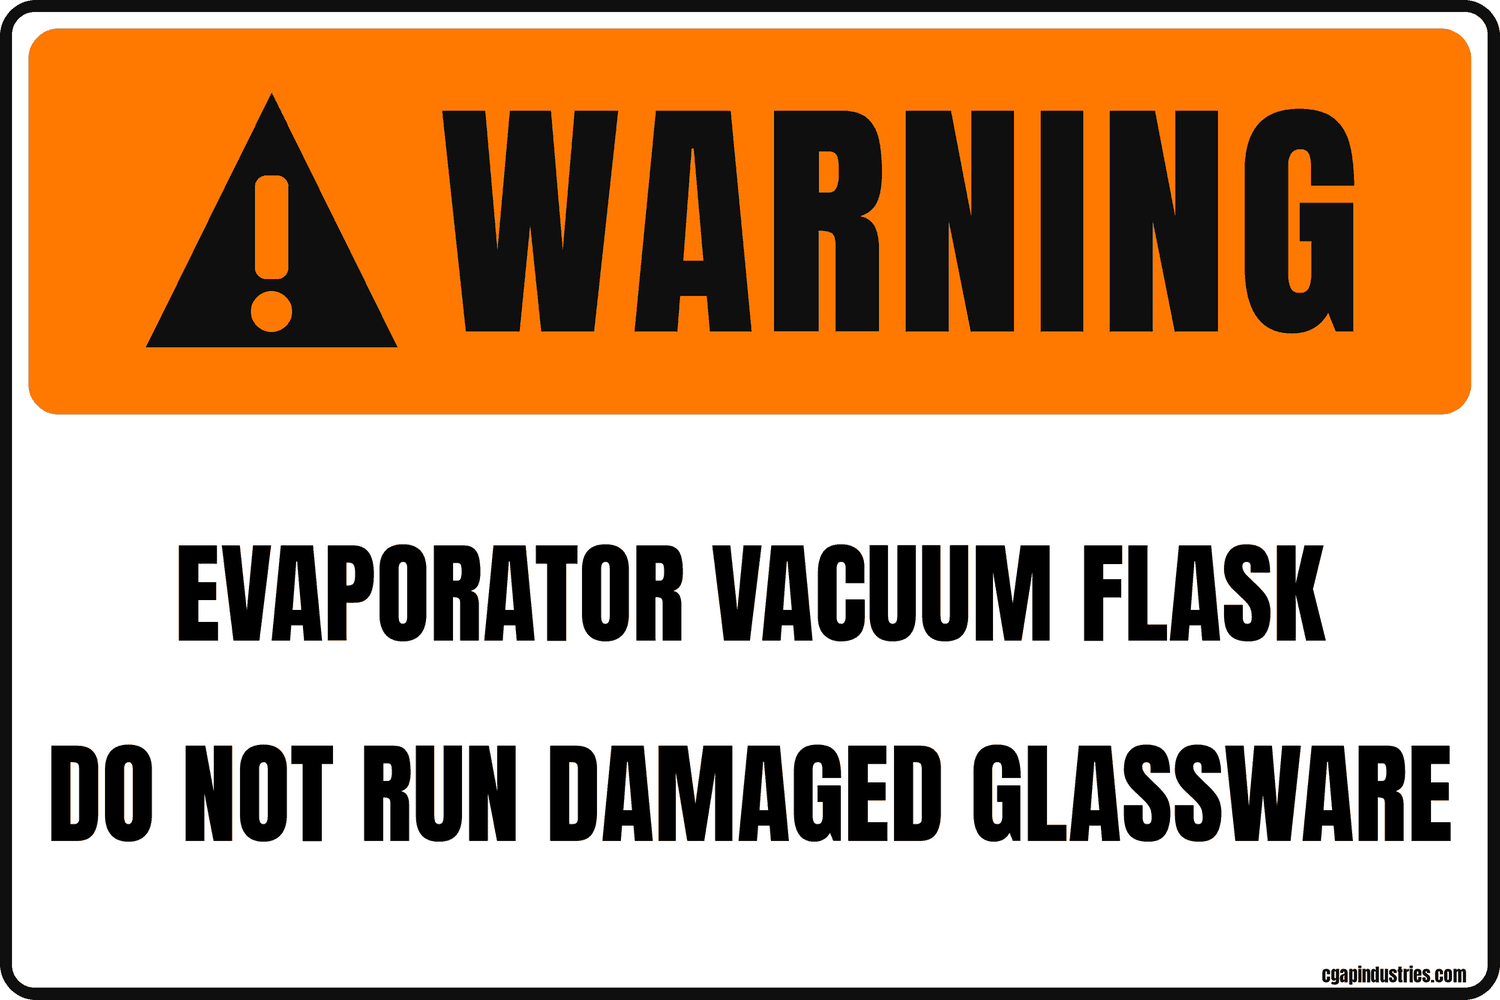 WARNING
EVAPORATOR VACUUM FLASK
DO NOT RUN DAMAGED GLASSWARE
cgapindustries.com